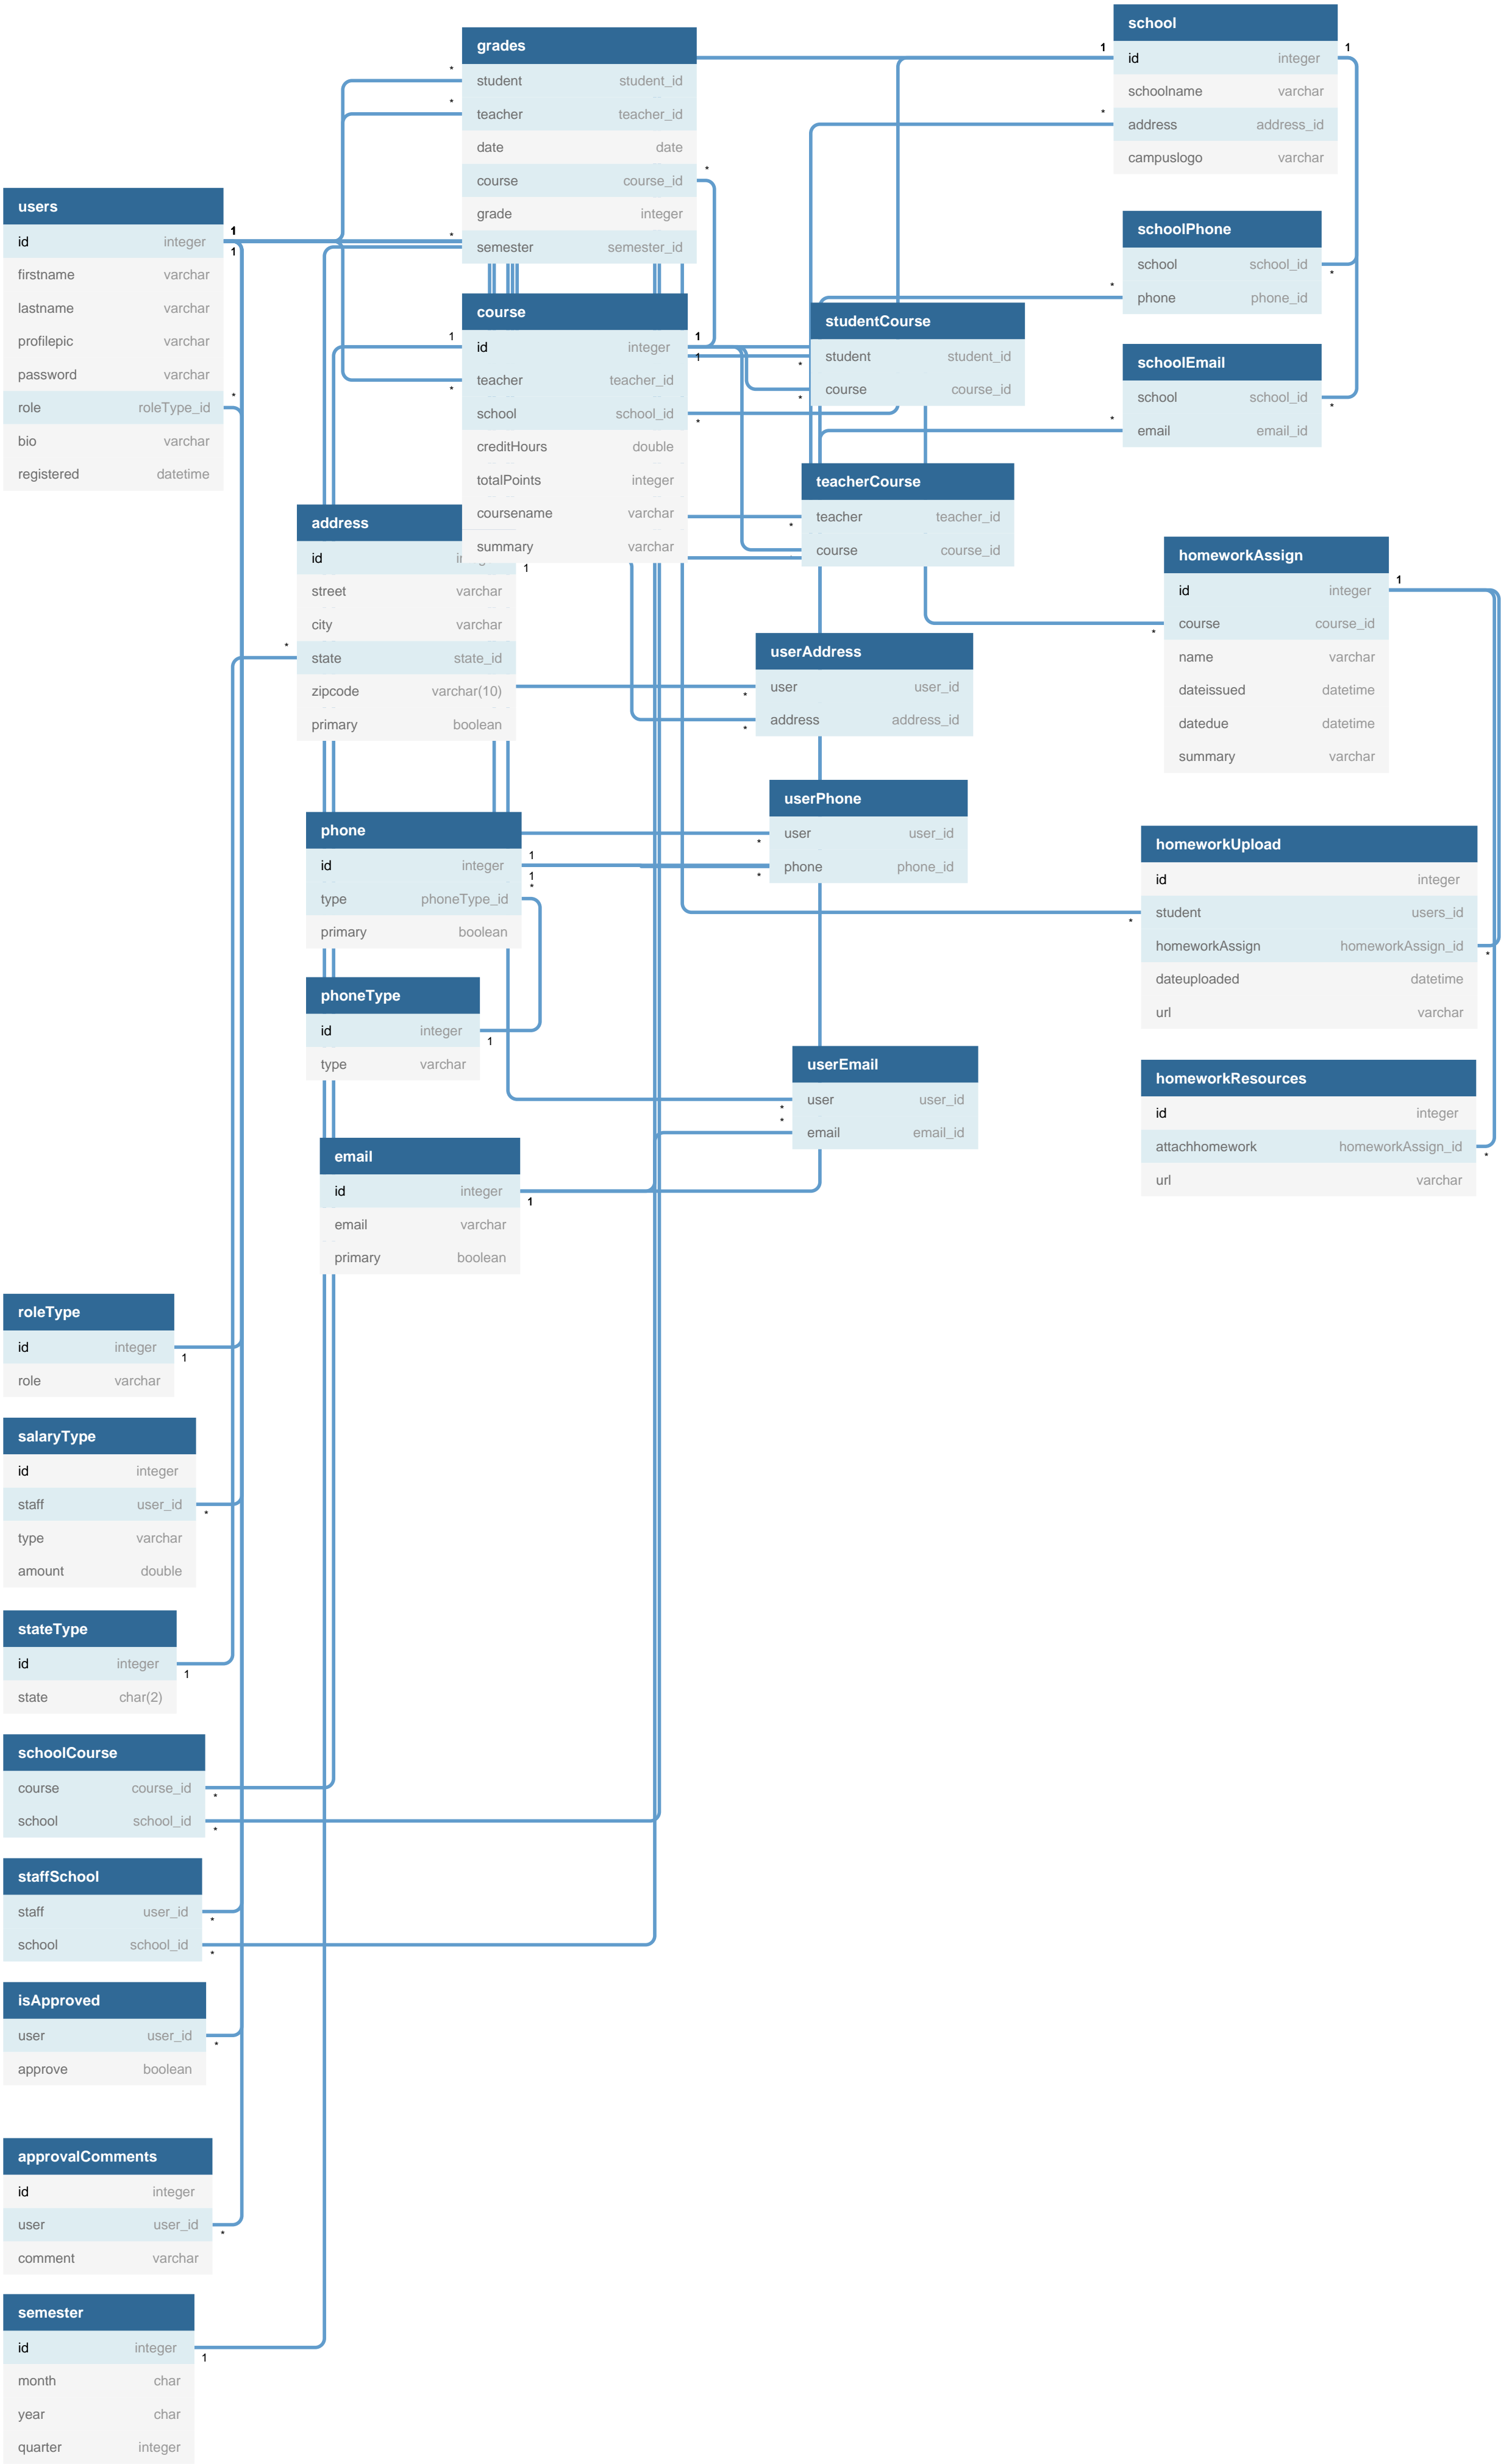 grades
student student_id
teacher teacher_id
date date
course course_id
grade integer
semester semester_id
school
id integer
schoolname varchar
address address_id
campuslogo varchar
users
id integer
firstname varchar
lastname varchar
profilepic varchar
password varchar
role roleType_id
bio varchar
registered datetime
schoolPhone
school school_id
phone phone_id
course
id integer
teacher teacher_id
school school_id
creditHours double
totalPoints integer
coursename varchar
summary varchar
studentCourse
student student_id
course course_id
schoolEmail
school school_id
email email_id
teacherCourse
teacher teacher_id
course course_id
address
id
street varchar
city varchar
state state_id
zipcode varchar(10)
primary boolean
homeworkAssign
id integer
course course_id
name varchar
dateissued datetime
datedue datetime
summary varchar
userAddress
user user_id
address address_id
userPhone
user user_id
phone phone_id
phone
id integer
type phoneType_id
primary boolean
homeworkUpload
id integer
student users_id
homeworkAssign homeworkAssign_id
dateuploaded datetime
url varchar
phoneType
id integer
type varchar
userEmail
user user_id
email email_id
homeworkResources
id integer
attachhomework homeworkAssign_id
url varchar
email
id integer
email varchar
primary boolean
roleType
id integer
role varchar
salaryType
id integer
staff user_id
type varchar
amount double
stateType
id integer
state char(2)
schoolCourse
course course_id
school school_id
staffSchool
staff user_id
school school_id
isApproved
user user_id
approve boolean
approvalComments
id integer
user user_id
comment varchar
semester
id integer
month char
year char
quarter integer